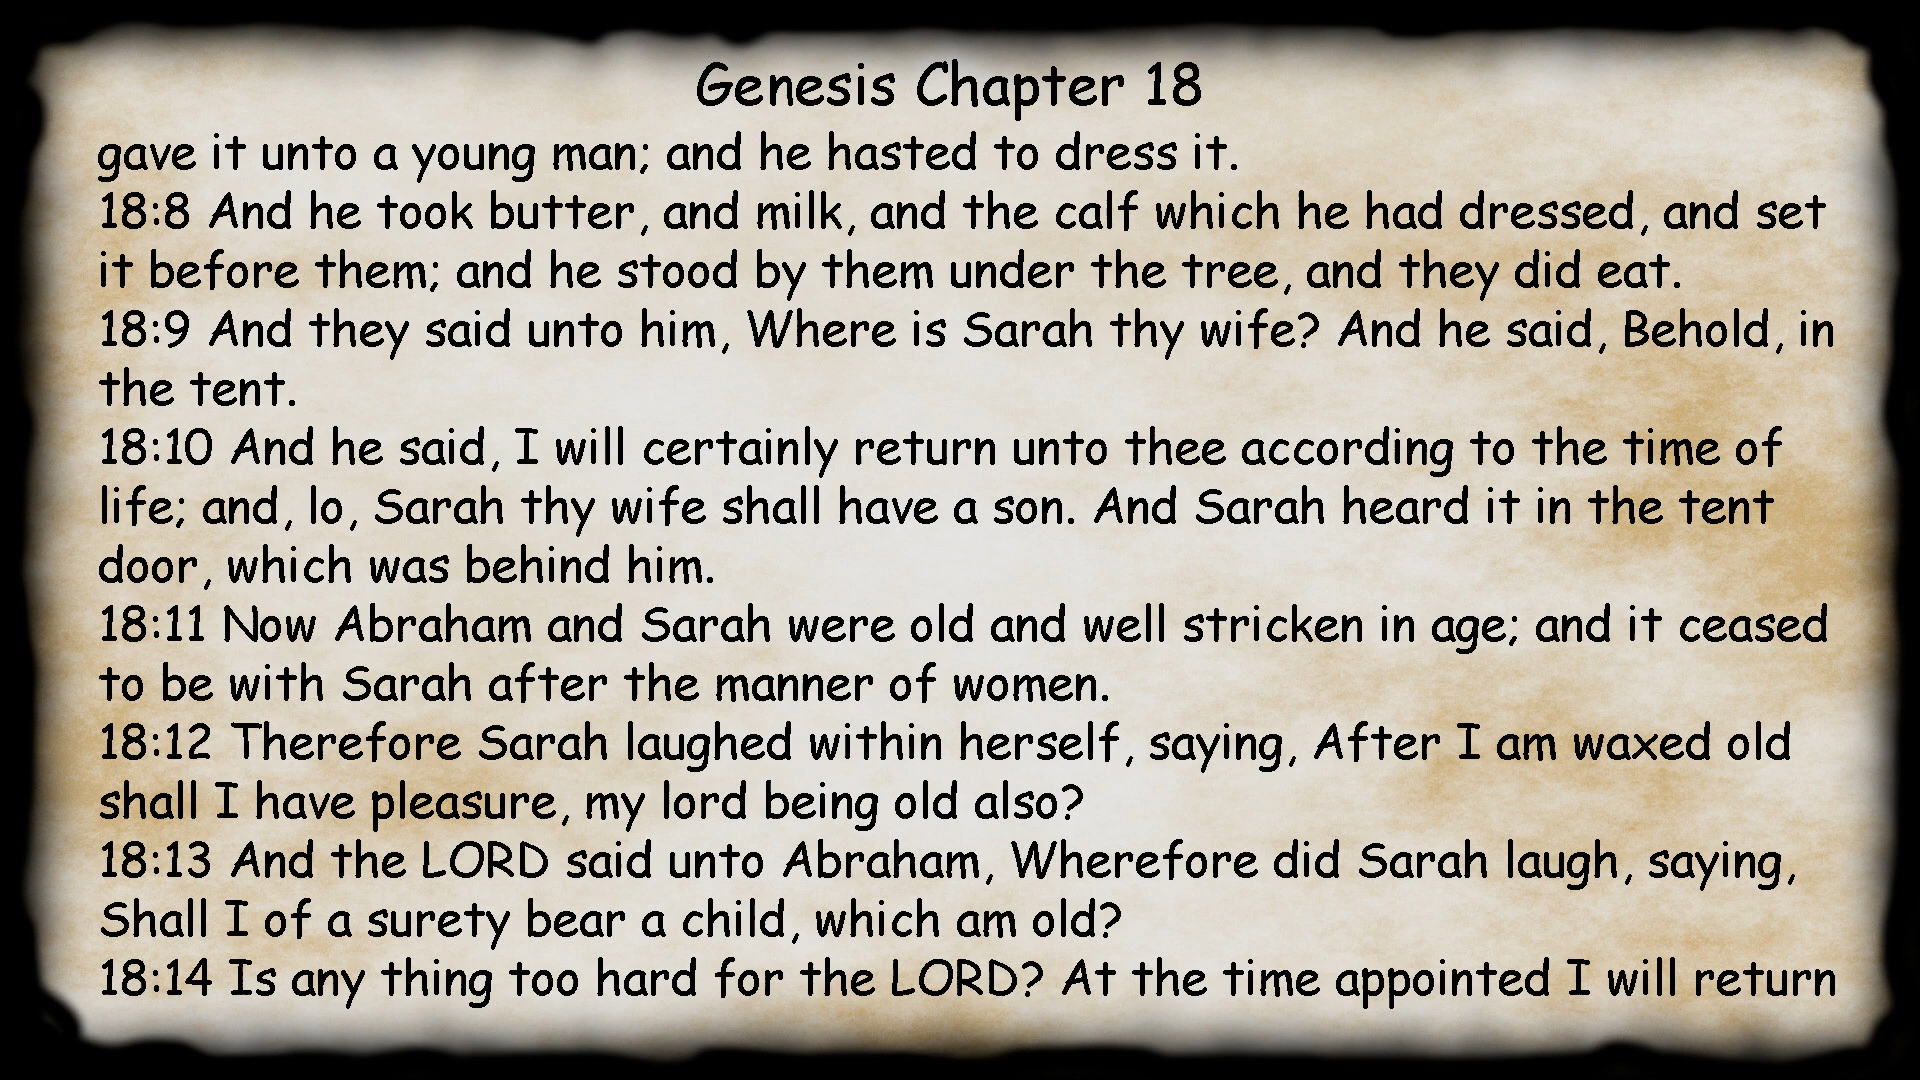 Genesis Chapter 18
gave it unto a young man; and he hasted to dress it.
18:8 And he took butter, and milk, and the calf which he had dressed, and set
it before them; and he stood by them under the tree, and they did eat.
18:9 And they said unto him, Where is Sarah thy wife? And he said, Behold, in
the tent.
18:10 And he said, I will certainly return unto thee according to the time of
life; and, lo, Sarah thy wife shall have a son. And Sarah heard it in the tent
door, which was behind him.
18:11 Now Abraham and Sarah were old and well stricken in age; and it ceased
to be with Sarah after the manner of women.
18:12 Therefore Sarah laughed within herself, saying, After I am waxed old
shall I have pleasure, my lord being old also?
18:13 And the LORD said unto Abraham, Wherefore did Sarah laugh, saying,
Shall I of a surety bear a child, which am old?
18:14 Is any thing too hard for the LORD? At the time appointed I will return